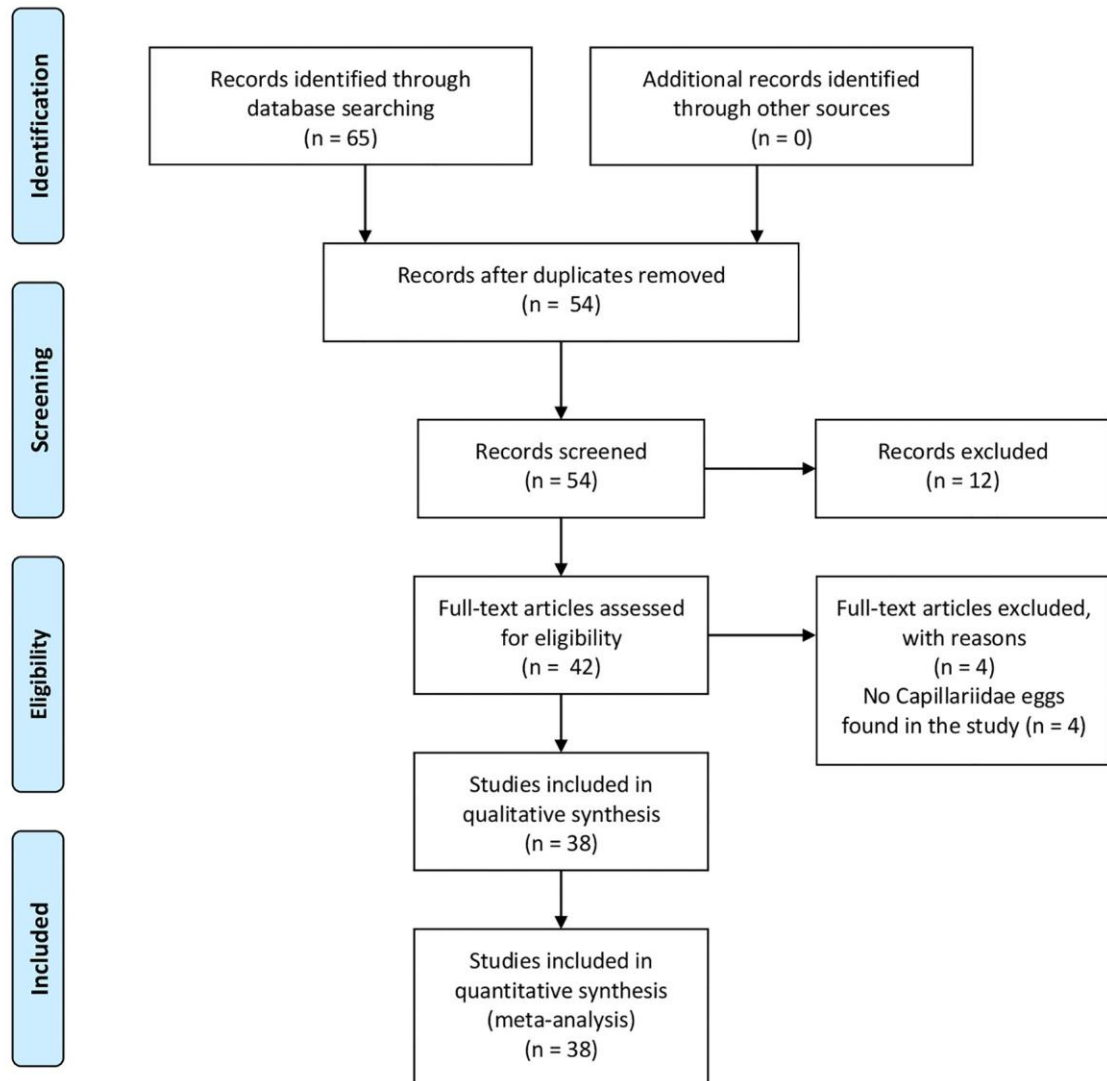 Identification
Records identified through
database searching
(n = 65)
Additional records identified
through other sources
(n = 0)
Records after duplicates removed
(n = 54)
Screening
Records screened
(n = 54)
Records excluded
(n = 12)
Eligibility
Full-text articles assessed
for eligibility
(n = 42)
Full-text articles excluded,
with reasons
(n = 4)
No Capillariidae eggs
found in the study (n = 4)
Studies included in
qualitative synthesis
(n = 38)
Included
Studies included in
quantitative synthesis
(meta-analysis)
(n = 38)